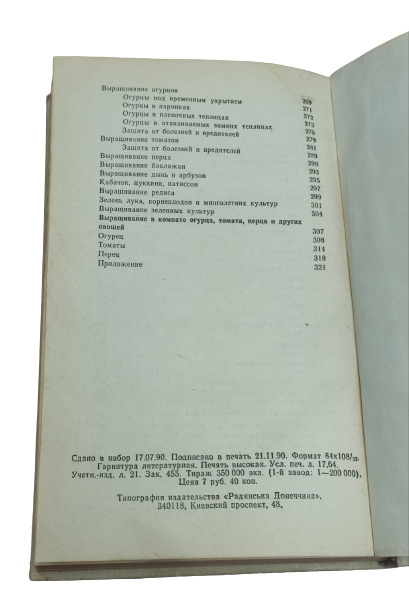 Выращивание огурцов
Огурцы под временным укрытием 269
Огурцы в парниках 271
Огурцы в пленочных теплицах 272
Огурцы в отапливаемых зимних теплицах 273
Защита от болезней и вредителей 276
Выращивание томатов 279
Защита от болезней и вредителей 281
Выращивание перца 289
Выращивание баклажан 290
Выращивание дынь и арбузов 293
Кабачок, цуккини, патиссон 295
Выращивание редиса 297
Зелень лука, корнеплодов и многолетних культур 299
Выращивание зеленных культур 301
Выращивание в комнате огурца, томата, перца и других 304
овощей 307
Огурец 308
Томаты 314
Перец 318
Приложение 321
Сдано в набор 17.07.90. Подписано в печать 21.11.90. Формат 84х108/32.
Гарнитура литературная. Печать высокая. Усл. печ. л. 17,64.
Учетн.-изд. л. 21. Зак. 455. Тираж 350 000 экз. (1-й завод: 1—200 000).
Цена 7 руб. 40 коп.
Типография издательства «Радянська Донеччина»,
340118, Киевский проспект, 48.